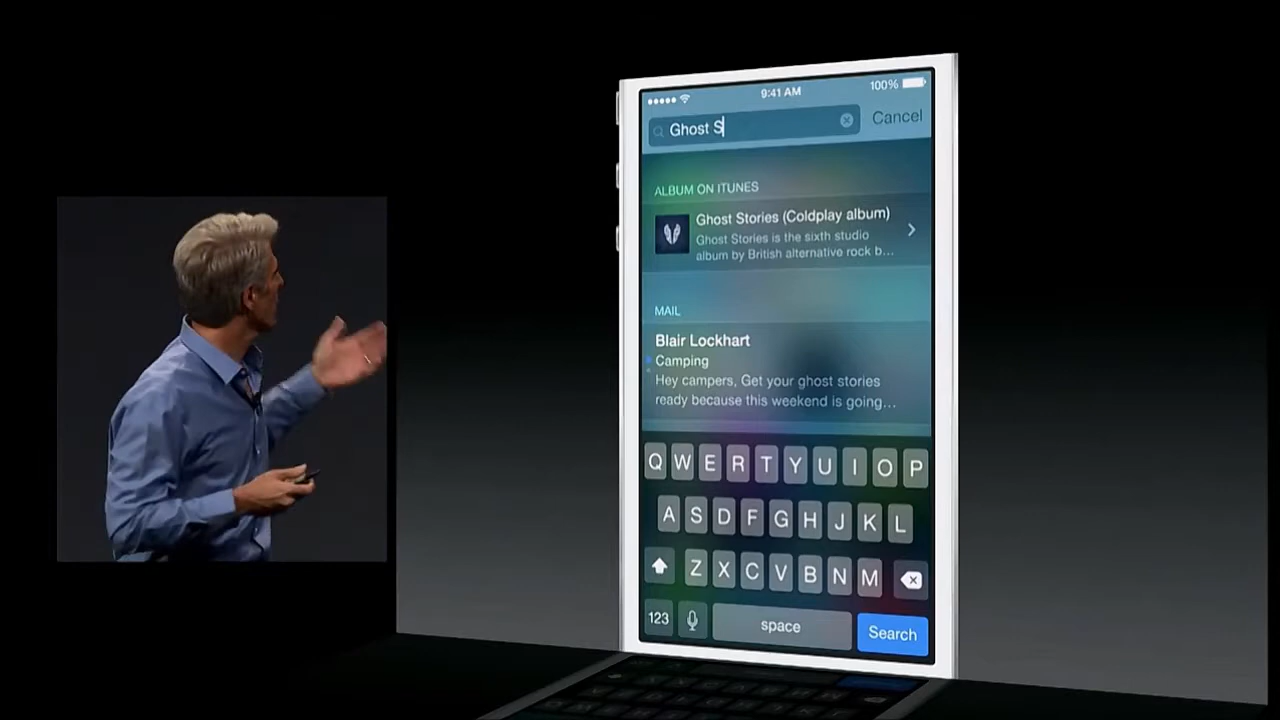 9:41 AM
100%
Ghost S
Cancel
ALBUM ON ITUNES
Ghost Stories (Coldplay album)
Ghost Stories is the sixth studio
album by British alternative rock b...
MAIL
Blair Lockhart
Camping
Hey campers, Get your ghost stories
ready because this weekend is going...
Q W E R T Y U I O P
A S D F G H J K L
Z X C V B N M
123
space
Search